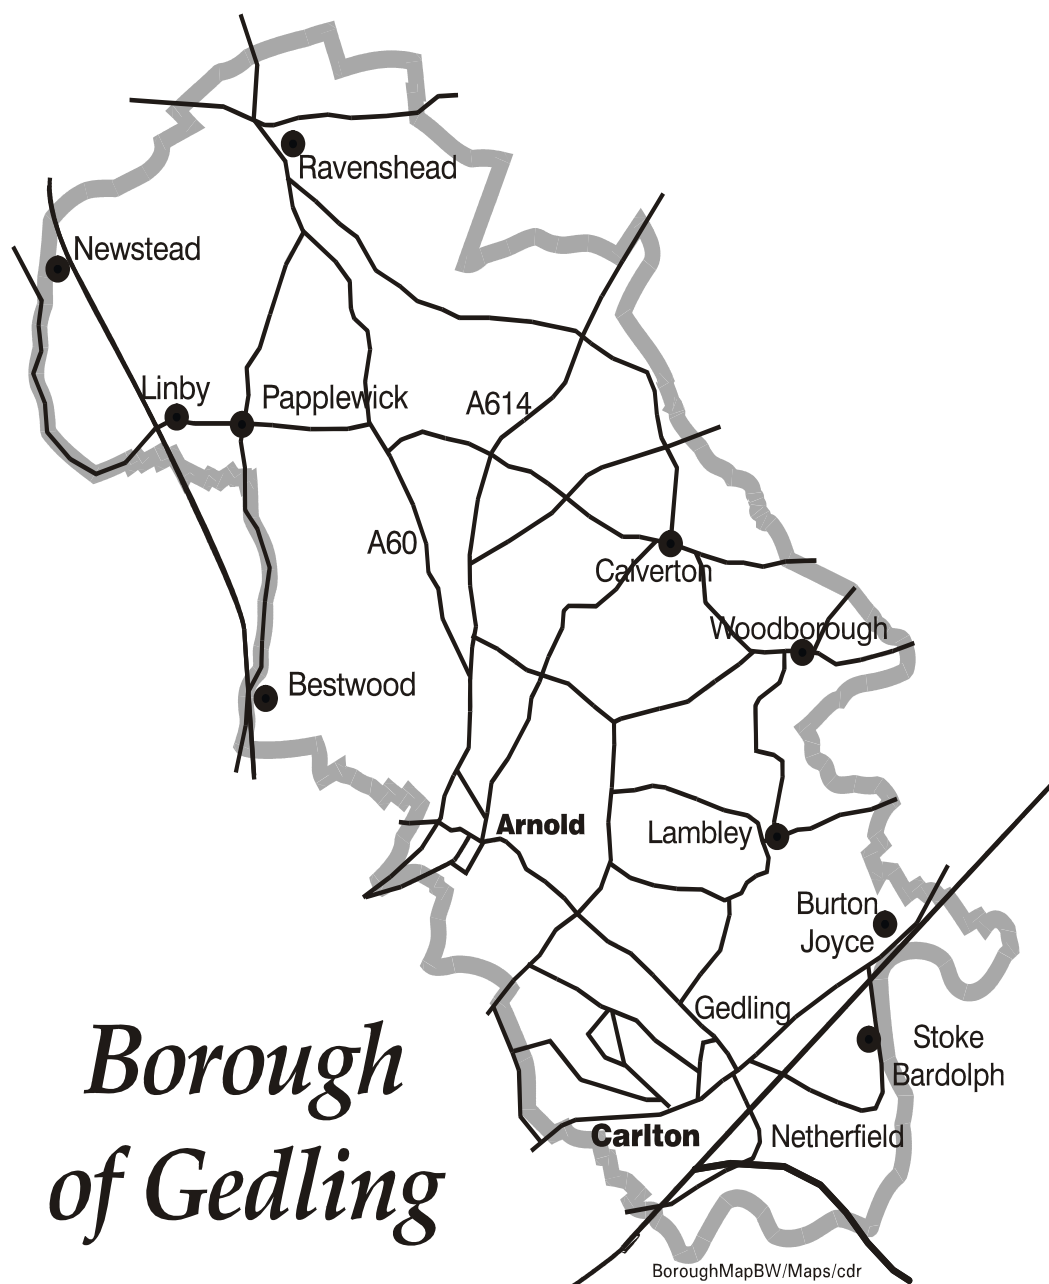 Ravenshead
Newstead
Linby
Papplewick
A614
A60
Calverton
Woodborough
Bestwood
Arnold
Lambley
Burton
Joyce
Gedling
Stoke
Bardolph
Carlton
Netherfield
Borough
of Gedling
BoroughMapBW/Maps/cdr